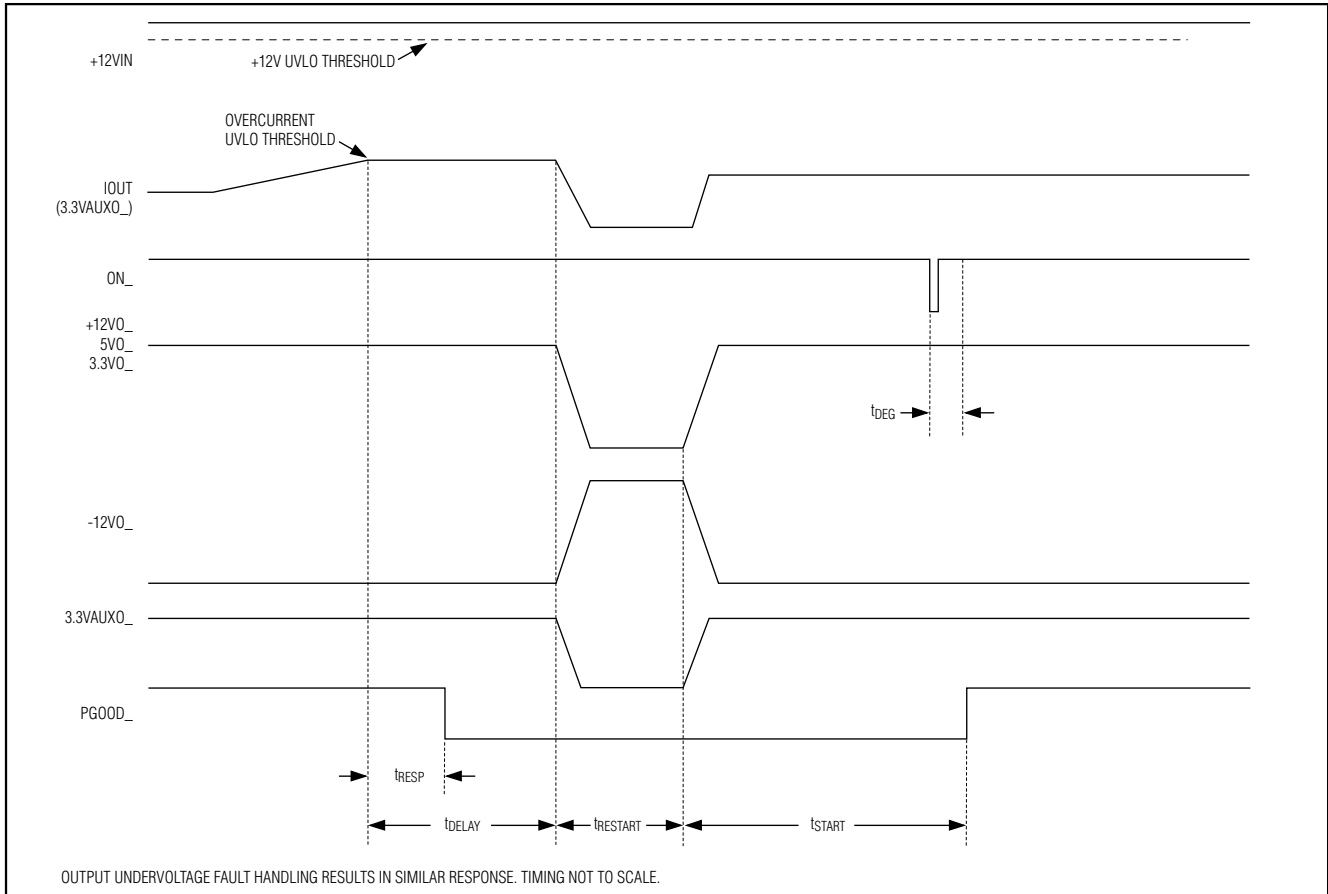 +12VIN
+12V UVLO THRESHOLD
OVERCURRENT
UVLO THRESHOLD
IOUT
(3.3VAUXO_)
ON_
+12VO_
5VO_
3.3VO_
tDEG
-12VO_
3.3VAUXO_
PGOOD_
tRESP
tDELAY
tRESTART
tSTART
OUTPUT UNDERVOLTAGE FAULT HANDLING RESULTS IN SIMILAR RESPONSE. TIMING NOT TO SCALE.